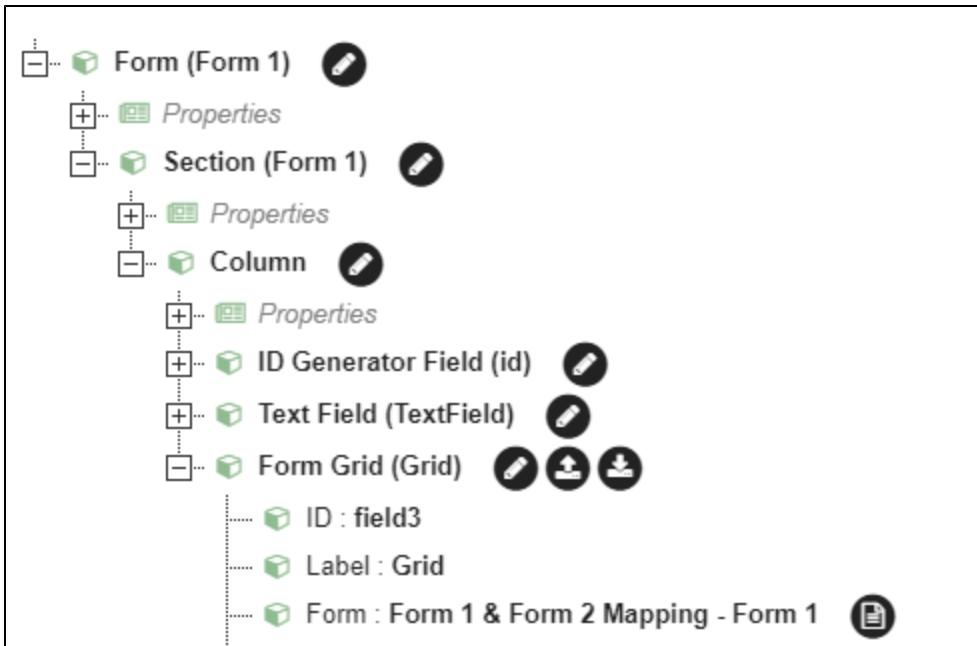 Form (Form 1)
Properties
Section (Form 1)
Properties
Column
Properties
ID Generator Field (id)
Text Field (TextField)
Form Grid (Grid)
ID : field3
Label : Grid
Form : Form 1 & Form 2 Mapping - Form 1